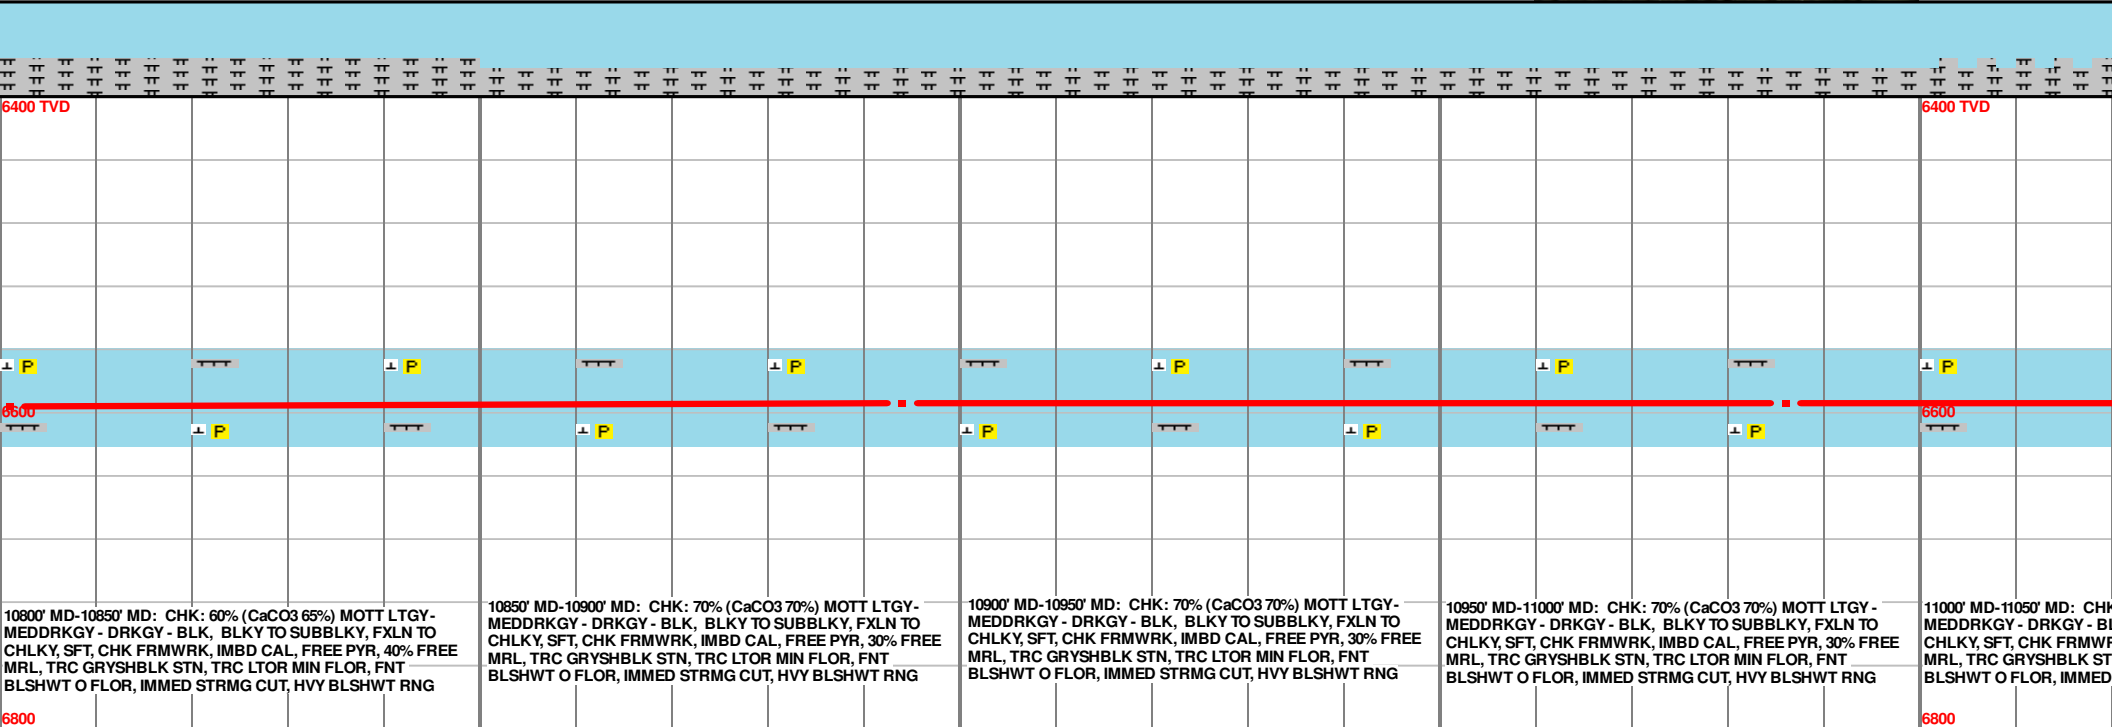 6400 TVD
6400 TVD
P
P
P
P
P
P
6600
6600
P
P
P
P
P
10800' MD-10850' MD: CHK: 60% (CaCO3 65%) MOTT LTGY-
MEDDRKGY - DRKGY - BLK, BLKY TO SUBBLKY, FXLN TO
CHLKY, SFT, CHK FRMWRK, IMBD CAL, FREE PYR, 40% FREE
MRL, TRC GRYSHBLK STN, TRC LTOR MIN FLOR, FNT
BLSHWT O FLOR, IMMED STRMG CUT, HVY BLSHWT RNG
10850' MD-10900' MD: CHK: 70% (CaCO3 70%) MOTT LTGY-
MEDDRKGY - DRKGY - BLK, BLKY TO SUBBLKY, FXLN TO
CHLKY, SFT, CHK FRMWRK, IMBD CAL, FREE PYR, 30% FREE
MRL, TRC GRYSHBLK STN, TRC LTOR MIN FLOR, FNT
BLSHWT O FLOR, IMMED STRMG CUT, HVY BLSHWT RNG
10900' MD-10950' MD: CHK: 70% (CaCO3 70%) MOTT LTGY-
MEDDRKGY - DRKGY - BLK, BLKY TO SUBBLKY, FXLN TO
CHLKY, SFT, CHK FRMWRK, IMBD CAL, FREE PYR, 30% FREE
MRL, TRC GRYSHBLK STN, TRC LTOR MIN FLOR, FNT
BLSHWT O FLOR, IMMED STRMG CUT, HVY BLSHWT RNG
10950' MD-11000' MD: CHK: 70% (CaCO3 70%) MOTT LTGY-
MEDDRKGY - DRKGY - BLK, BLKY TO SUBBLKY, FXLN TO
CHLKY, SFT, CHK FRMWRK, IMBD CAL, FREE PYR, 30% FREE
MRL, TRC GRYSHBLK STN, TRC LTOR MIN FLOR, FNT
BLSHWT O FLOR, IMMED STRMG CUT, HVY BLSHWT RNG
11000' MD-11050' MD: CHK
MEDDRKGY - DRKGY - BL
CHLKY, SFT, CHK FRMWR
MRL, TRC GRYSHBLK ST
BLSHWT O FLOR, IMMED
6800
6800